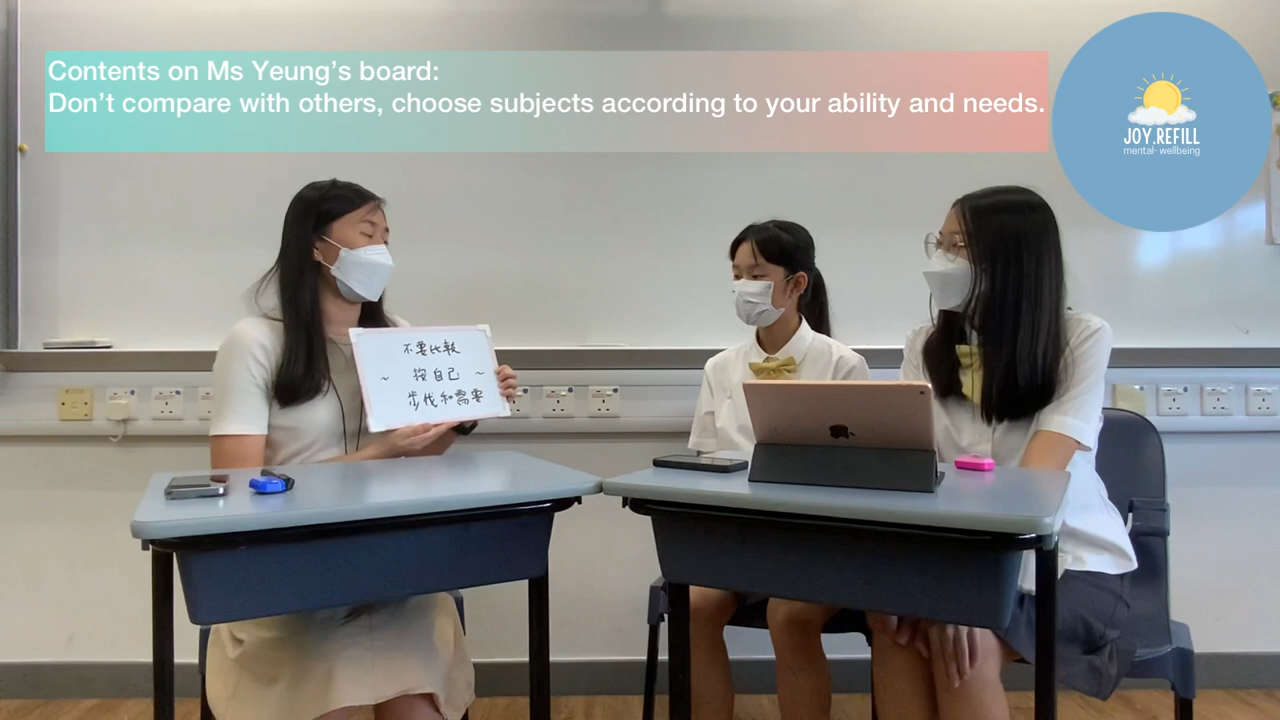 Contents on Ms Yeung’s board:
Don’t compare with others, choose subjects according to your ability and needs.
JOY.REFILL
mental-wellbeing
不要比較
~ 按自己 ~
步伐和需要